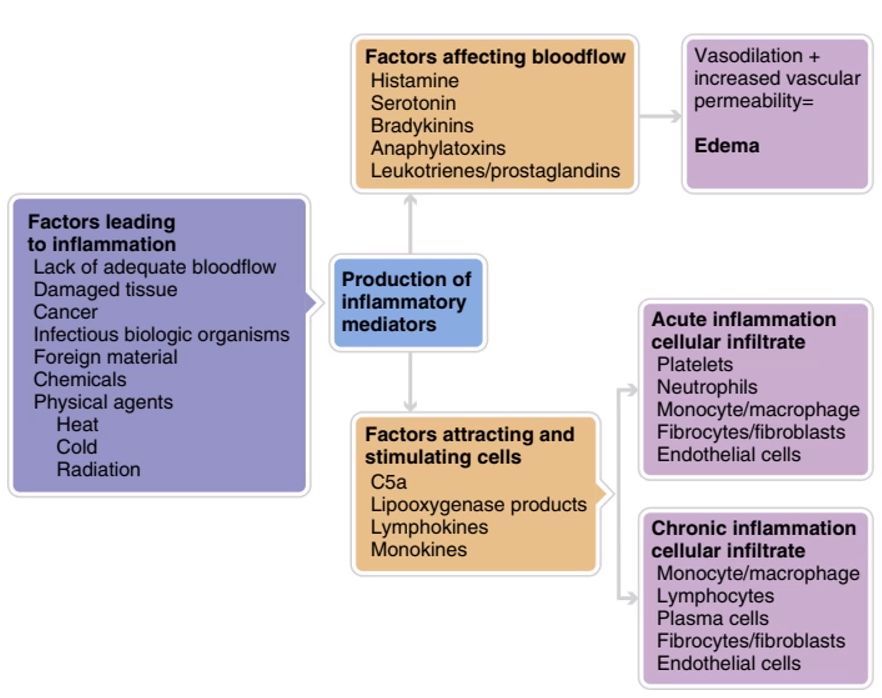 Factors leading
to inflammation
Lack of adequate bloodflow
Damaged tissue
Cancer
Infectious biologic organisms
Foreign material
Chemicals
Physical agents
Heat
Cold
Radiation
Production of
inflammatory
mediators
Factors affecting bloodflow
Histamine
Serotonin
Bradykinins
Anaphylatoxins
Leukotrienes/prostaglandins
Vasodilation +
increased vascular
permeability=
Edema
Factors attracting and
stimulating cells
C5a
Lipooxygenase products
Lymphokines
Monokines
Acute inflammation
cellular infiltrate
Platelets
Neutrophils
Monocyte/macrophage
Fibrocytes/fibroblasts
Endothelial cells
Chronic inflammation
cellular infiltrate
Monocyte/macrophage
Lymphocytes
Plasma cells
Fibrocytes/fibroblasts
Endothelial cells